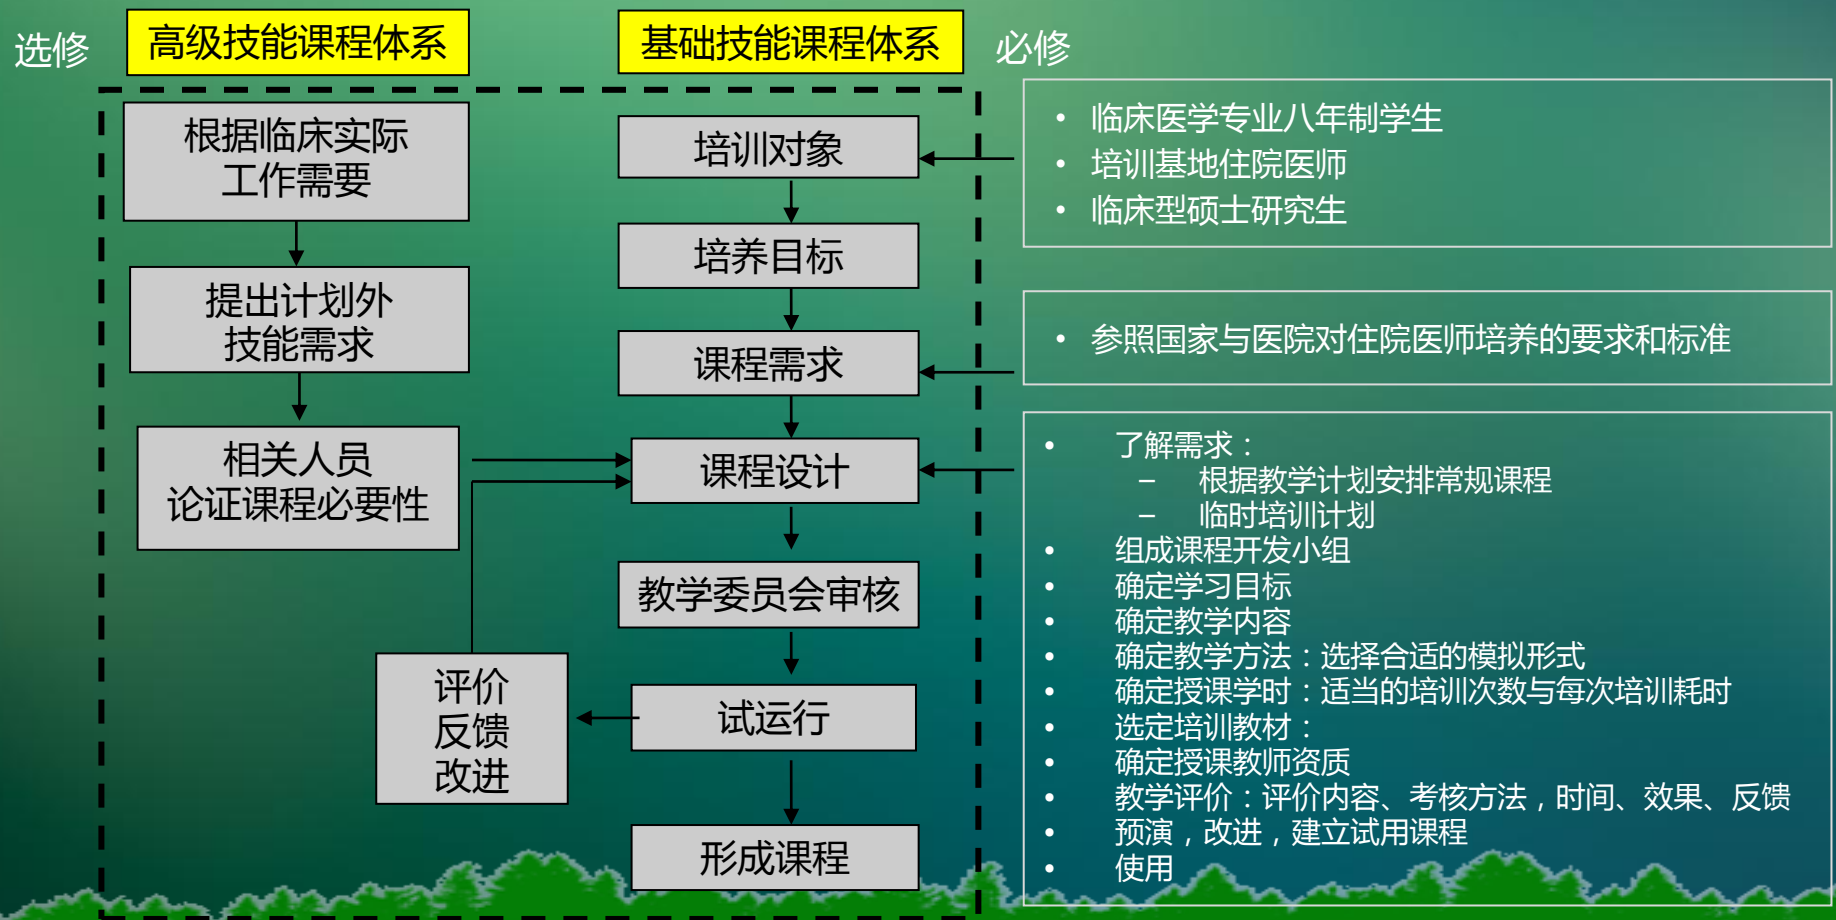 选修
高级技能课程体系
基础技能课程体系
必修
根据临床实际
工作需要
提出计划外
技能需求
相关人员
论证课程必要性
评价
反馈
改进
培训对象
培养目标
课程需求
课程设计
教学委员会审核
试运行
形成课程
• 临床医学专业八年制学生
• 培训基地住院医师
• 临床型硕士研究生
• 参照国家与医院对住院医师培养的要求和标准
• 了解需求：
– 根据教学计划安排常规课程
– 临时培训计划
• 组成课程开发小组
• 确定学习目标
• 确定教学内容
• 确定教学方法：选择合适的模拟形式
• 确定授课学时：适当的培训次数与每次培训耗时
• 选定培训教材：
• 确定授课教师资质
• 教学评价：评价内容、考核方法，时间、效果、反馈
• 预演，改进，建立试用课程
• 使用